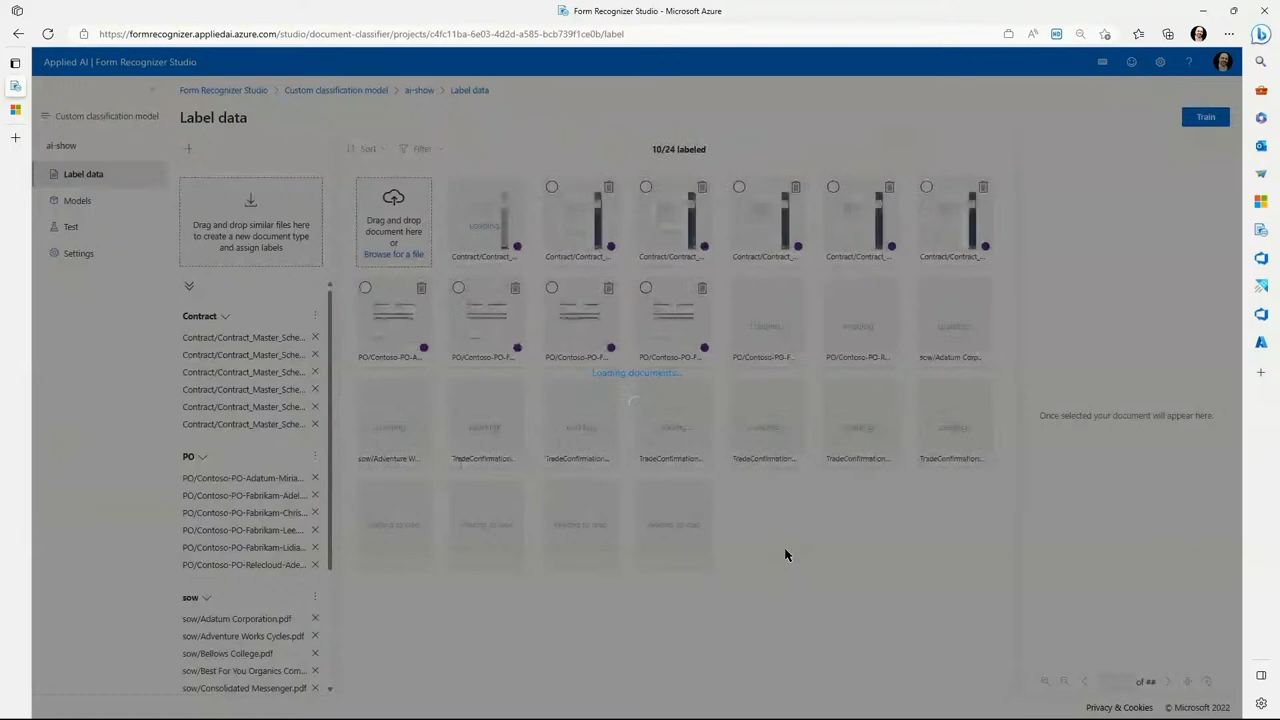 Form Recognizer Studio - Microsoft Azure
https://formrecognizer.appliedai.azure.com/studio/document-classifier/projects/c4fc11ba-6e03-4d2d-a585-bcb739f1ce0b/label
Applied AI | Form Recognizer Studio
Form Recognizer Studio > Custom classification model > ai-show > Label data
Custom classification model
Label data
Train
ai-show
Label data
Models
Test
Settings
Sort
Filter
10/24 labeled
Drag and drop similar files here
to create a new document type
and assign labels
Drag and drop
document here
or
Browse for a file
Contract/Contract_...
Contract/Contract_...
Contract/Contract_...
Contract/Contract_...
Contract/Contract_...
Contract/Contract_...
PO/Contoso-PO-A...
PO/Contoso-PO-F...
PO/Contoso-PO-F...
PO/Contoso-PO-F...
PO/Contoso-PO-F...
PO/Contoso-PO-R...
sow/Adatum Corp...
Loading documents...
sow/Adventure W...
TradeConfirmation...
TradeConfirmation...
TradeConfirmation...
TradeConfirmation...
TradeConfirmation...
TradeConfirmation...
Contract
Contract/Contract_Master_Sche...
Contract/Contract_Master_Sche...
Contract/Contract_Master_Sche...
Contract/Contract_Master_Sche...
Contract/Contract_Master_Sche...
Contract/Contract_Master_Sche...
PO
PO/Contoso-PO-Adatum-Miria...
PO/Contoso-PO-Fabrikam-Adel...
PO/Contoso-PO-Fabrikam-Chris...
PO/Contoso-PO-Fabrikam-Lee...
PO/Contoso-PO-Fabrikam-Lidia...
PO/Contoso-PO-Relecloud-Ade...
sow
sow/Adatum Corporation.pdf
sow/Adventure Works Cycles.pdf
sow/Bellows College.pdf
sow/Best For You Organics Com...
sow/Consolidated Messenger.pdf
Once selected your document will appear here.
of ##
Privacy & Cookies
© Microsoft 2022